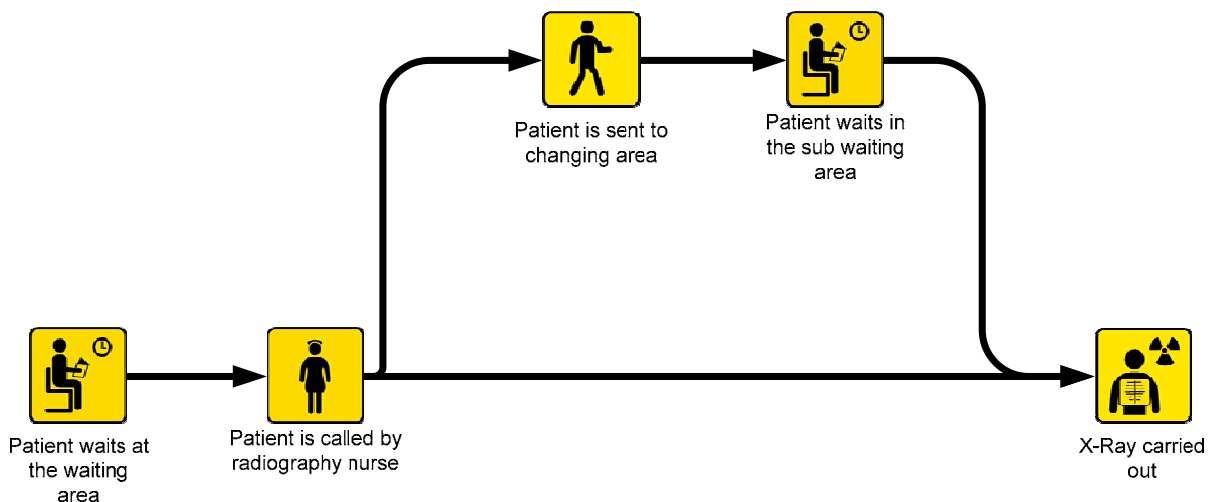 Patient is sent to
changing area
Patient waits in
the sub waiting
area
Patient waits at
the waiting
area
Patient is called by
radiography nurse
X-Ray carried
out